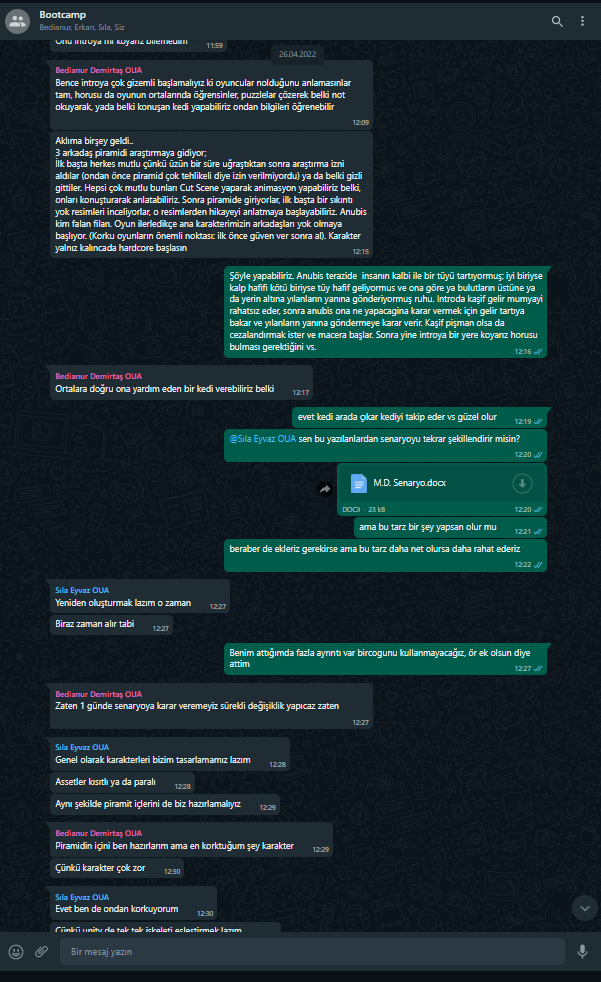 Bootcamp
Bedianur, Erkan, Sıla, Siz
Onu introya mı koyarız bilemedim
11:59
26.04.2022
Bedianur Demirtaş OUA
Bence introya çok gizemli başlamalıyız ki oyuncular nolduğunu anlamasınlar
tam, horusu da oyunun ortalarında öğrensinler, puzzlelar çözerek belki not
okuyarak, yada belki konuşan kedi yapabiliriz ondan bilgileri öğrenebilir
12:09
Aklıma birşey geldi..
3 arkadaş piramidi araştırmaya gidiyor;
İlk başta herkes mutlu çünkü üzün bir süre uğraştıktan sonra araştırma izni
aldılar (ondan önce piramid çok tehlikeli diye izin verilmiyordu) ya da belki gizli
gittiler. Hepsi çok mutlu bunları Cut Scene yaparak animasyon yapabiliriz belki,
onları konuşturarak anlatabiliriz. Sonra piramide giriyorlar, ilk başta bir sıkıntı
yok resimleri inceliyorlar, o resimlerden hikayeyi anlatmaya başlayabiliriz. Anubis
kim falan filan. Oyun ilerledikçe ana karakterimizin arkadaşları yok olmaya
başlıyor. (Korku oyunların önemli noktası: ilk önce güven ver sonra al). Karakter
yalnız kalıncada hardcore başlasın
12:15
Şöyle yapabiliriz. Anubis terazide insanın kalbi ile bir tüyü tartıyormuş; iyi biriyse
kalp hafifi kötü biriyse tüy hafif geliyormus ve ona göre ya bulutların üstüne ya
da yerin altına yılanların yanına gönderiyormuş ruhu. Introda kaşif gelir mumyayi
rahatsız eder, sonra anubis ona ne yapacagina karar vermek için gelir tartıya
bakar ve yılanların yanına göndermeye karar verir. Kaşif pişman olsa da
cezalandırmak ister ve macera başlar. Sonra yine introya bir yere koyarız horusu
bulması gerektiğini vs.
12:16
Bedianur Demirtaş OUA
Ortalara doğru ona yardım eden bir kedi verebiliriz belki
12:17
evet kedi arada çıkar kediyi takip eder vs güzel olur
12:19
@Sıla Eyvaz OUA sen bu yazılanlardan senaryoyu tekrar şekillendirir misin?
12:20
M.D. Senaryo.docx
DOCX · 23 kB
12:20
ama bu tarz bir şey yapsan olur mu
12:21
beraber de ekleriz gerekirse ama bu tarz daha net olursa daha rahat ederiz
12:22
Sıla Eyvaz OUA
Yeniden oluşturmak lazım o zaman
12:27
Biraz zaman alır tabi
12:27
Benim attığımda fazla ayrıntı var bircogunu kullanmayacağız, ör ek olsun diye
attim
12:27
Bedianur Demirtaş OUA
Zaten 1 günde senaryoya karar veremeyiz sürekli değişiklik yapıcaz zaten
12:27
Sıla Eyvaz OUA
Genel olarak karakterleri bizim tasarlamamız lazım
12:28
Assetler kısıtlı ya da paralı
12:28
Aynı şekilde piramit içlerini de biz hazırlamalıyız
12:29
Bedianur Demirtaş OUA
Piramidin içini ben hazırlarım ama en korktuğum şey karakter
12:29
Çünkü karakter çok zor
12:30
Sıla Eyvaz OUA
Evet ben de ondan korkuyorum
12:30
Çünkü unity de tek tek iskeleti eşleştirmek lazım
Bir mesaj yazın